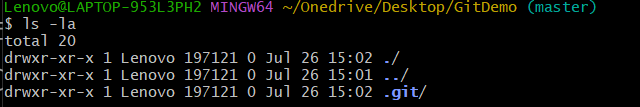 Lenovo@LAPTOP-953L3PH2 MINGW64 ~/Onedrive/Desktop/GitDemo (master)
$ ls -la
total 20
drwxr-xr-x 1 Lenovo 197121 0 Jul 26 15:02 ./
drwxr-xr-x 1 Lenovo 197121 0 Jul 26 15:01 ../
drwxr-xr-x 1 Lenovo 197121 0 Jul 26 15:02 .git/